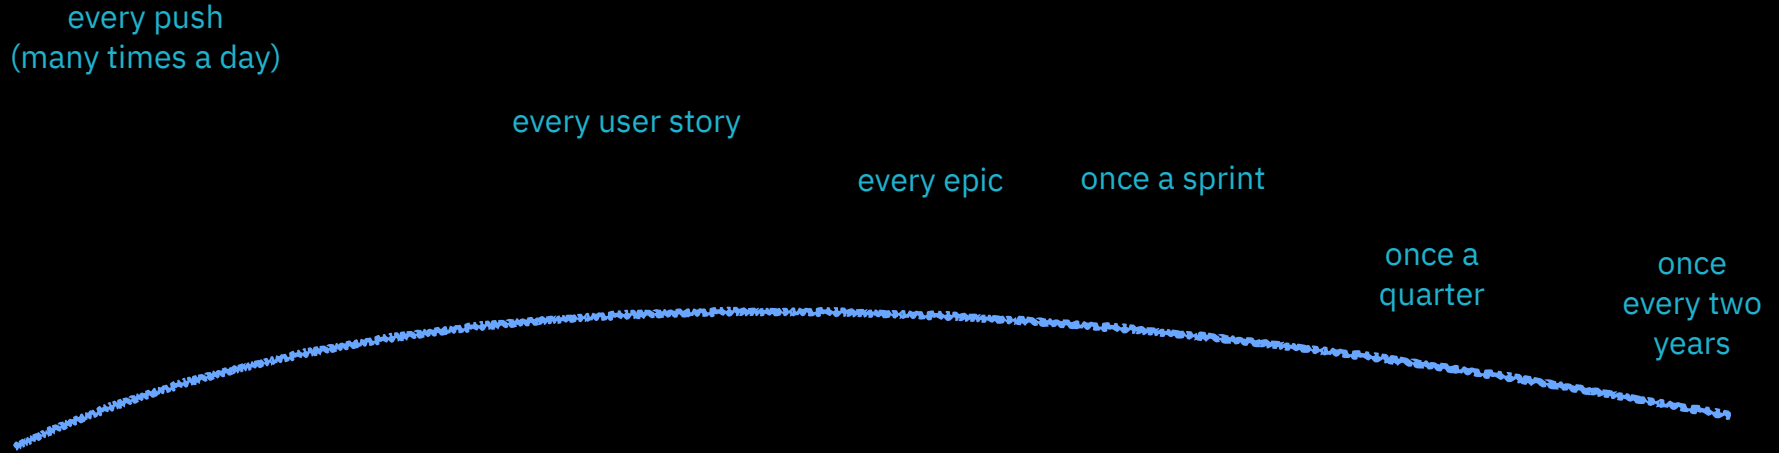 every push
(many times a day)
every user story
every epic
once a sprint
once a
quarter
once
every two
years